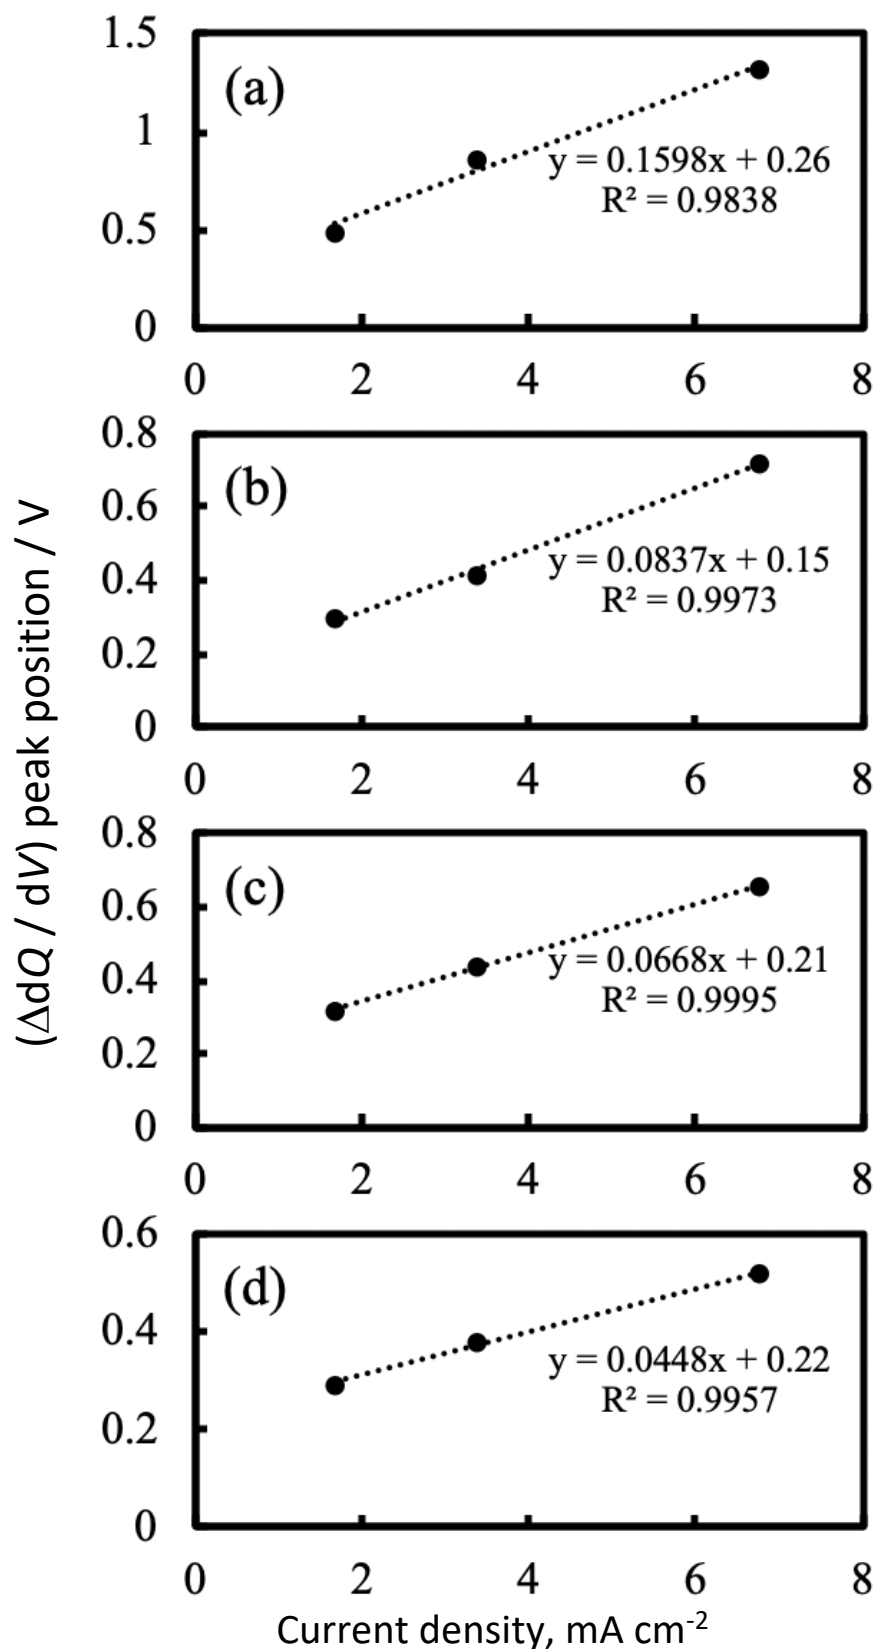 (ΔdQ / dV) peak position / V
1.5
1
0.5
0
(a)
y = 0.1598x + 0.26
R² = 0.9838
0 2 4 6 8
0.8
0.6
0.4
0.2
0
(b)
y = 0.0837x + 0.15
R² = 0.9973
0 2 4 6 8
0.8
0.6
0.4
0.2
0
(c)
y = 0.0668x + 0.21
R² = 0.9995
0 2 4 6 8
0.6
0.4
0.2
0
(d)
y = 0.0448x + 0.22
R² = 0.9957
0 2 4 6 8
Current density, mA cm⁻²